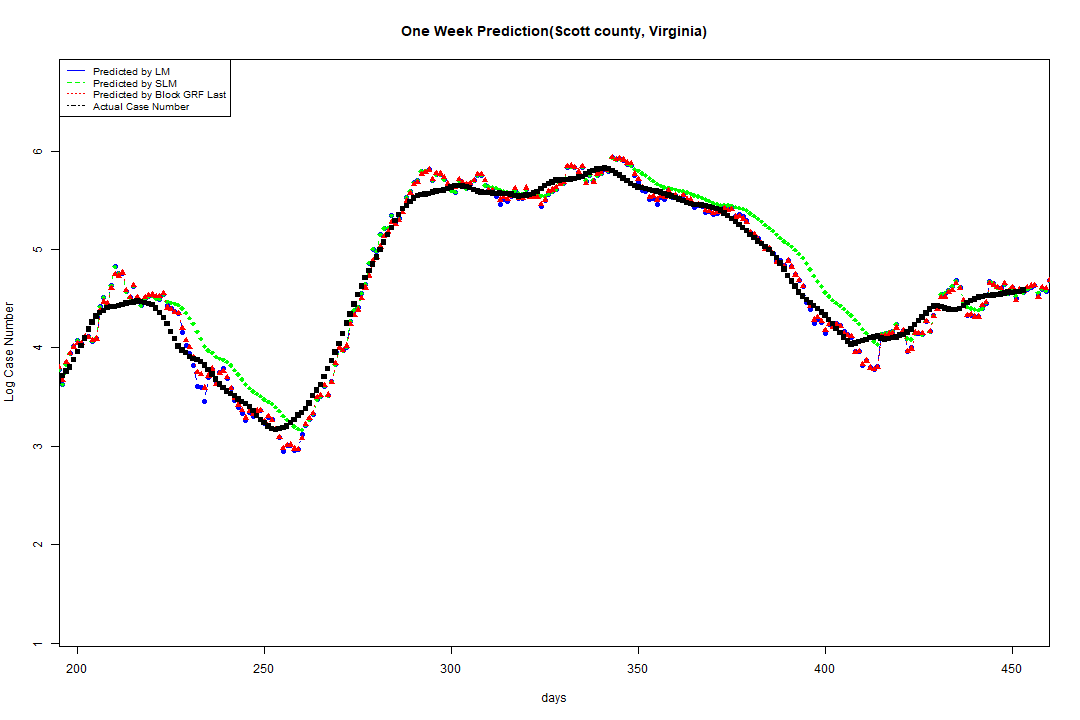 One Week Prediction(Scott county, Virginia)
Predicted by LM
Predicted by SLM
Predicted by Block GRF Last
Actual Case Number
6
5
4
3
2
1
Log Case Number
200 250 300 350 400 450
days